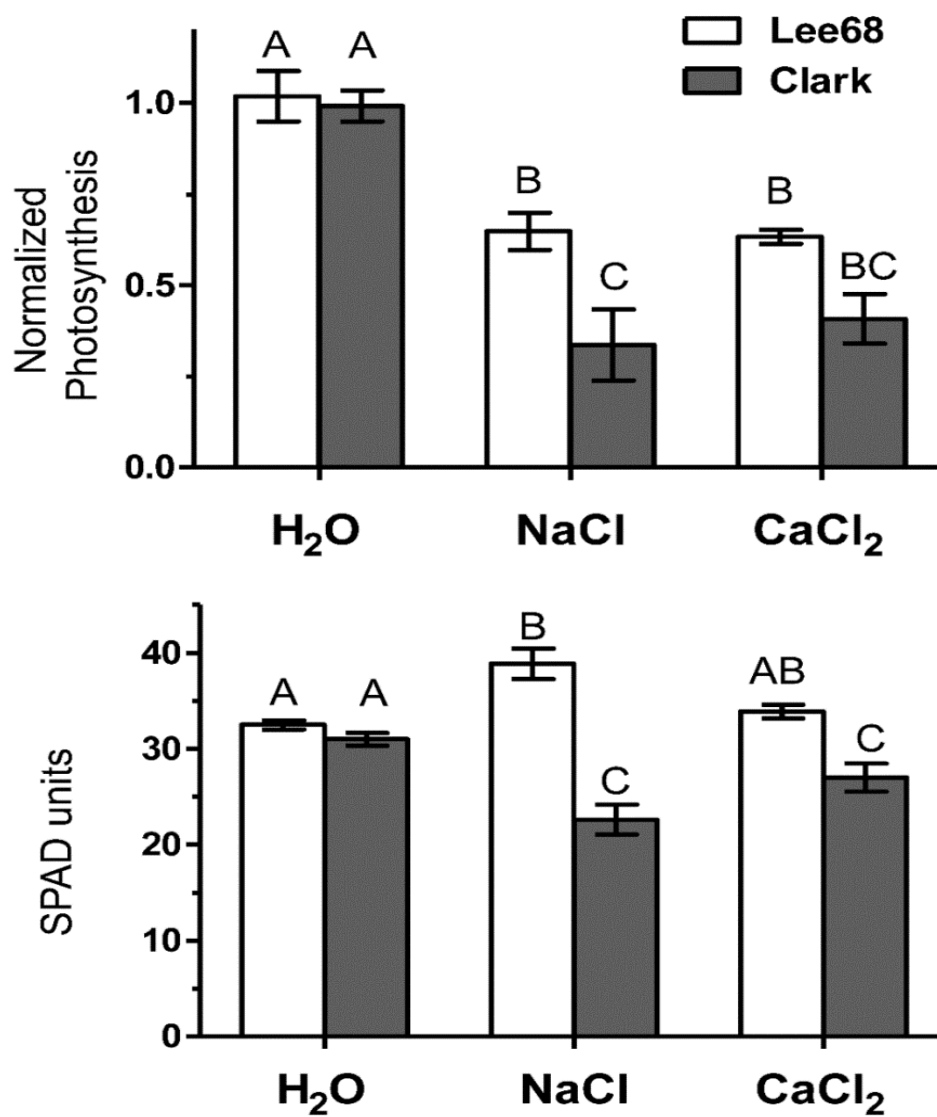 Lee68
Clark
Normalized
Photosynthesis
1.0
0.5
0.0
A
A
B
C
B
BC
H₂O
NaCl
CaCl₂
SPAD units
40
30
20
10
0
A
A
B
C
AB
C
H₂O
NaCl
CaCl₂